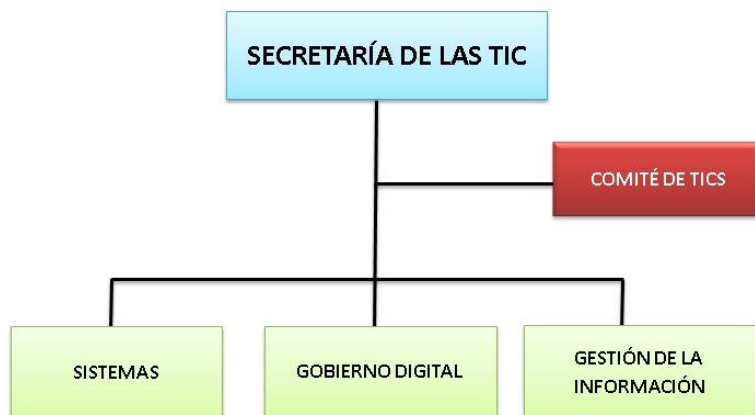 SECRETARÍA DE LAS TIC
COMITÉ DE TICS
SISTEMAS
GOBIERNO DIGITAL
GESTIÓN DE LA
INFORMACIÓN